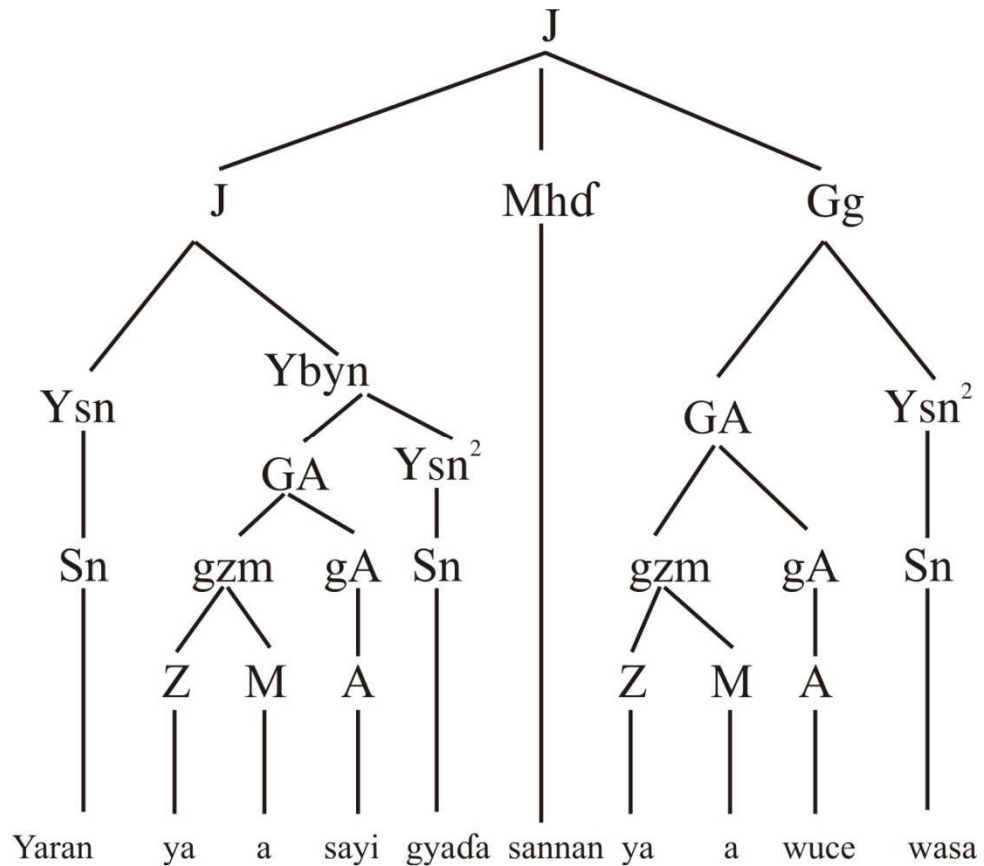 J
J Mhɗ Gg
Ybyn
Ysn GA Ysn²
GA Ysn²
Sn gzm gA Sn gzm gA Sn
Z M A Z M A
Yaran ya a sayi gyaɗa sannan ya a wuce wasa